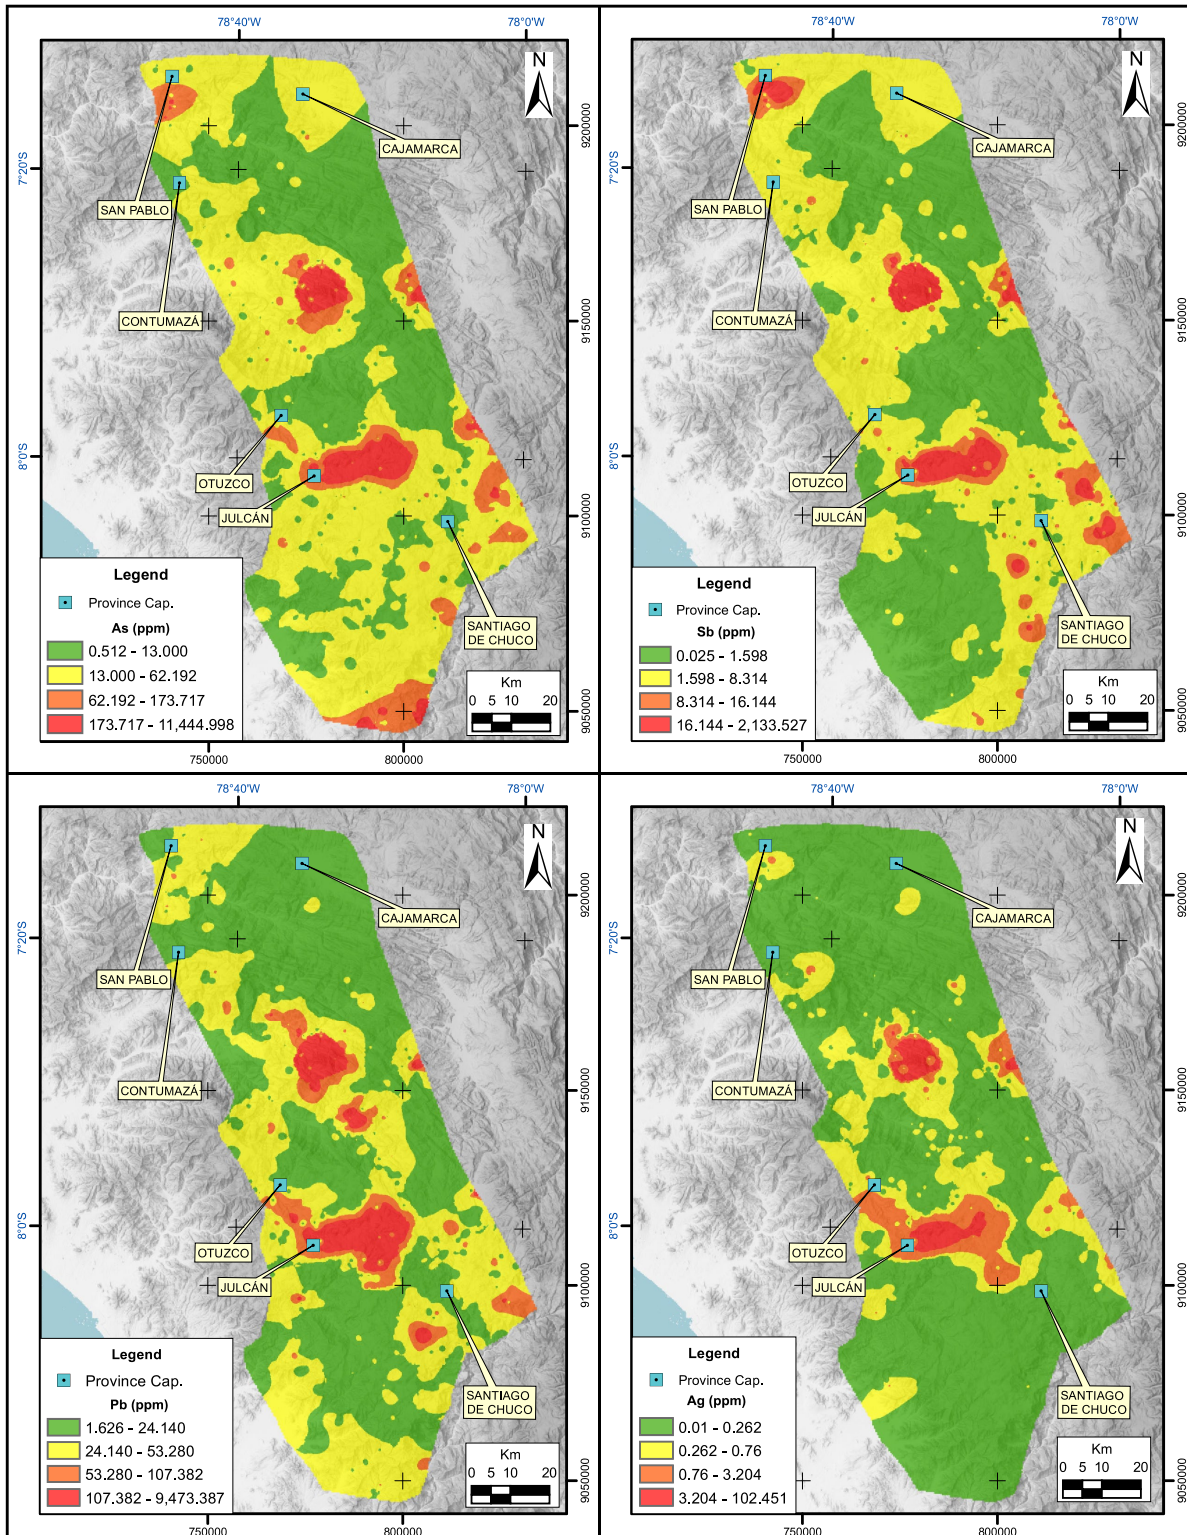 78°40'W
78°0'W
N
CAJAMARCA
9200000
7°20'S
SAN PABLO
CONTUMAZÁ
9150000
8°0'S
OTUZCO
JULCÁN
9100000
SANTIAGO
DE CHUCO
Legend
Province Cap.
As (ppm)
0.512 - 13.000
13.000 - 62.192
62.192 - 173.717
173.717 - 11,444.998
Km
0 5 10 20
9050000
750000
800000
78°40'W
78°0'W
N
CAJAMARCA
9200000
7°20'S
SAN PABLO
CONTUMAZÁ
9150000
8°0'S
OTUZCO
JULCÁN
9100000
SANTIAGO
DE CHUCO
Legend
Province Cap.
Sb (ppm)
0.025 - 1.598
1.598 - 8.314
8.314 - 16.144
16.144 - 2,133.527
Km
0 5 10 20
9050000
750000
800000
78°40'W
78°0'W
N
CAJAMARCA
9200000
7°20'S
SAN PABLO
CONTUMAZÁ
9150000
8°0'S
OTUZCO
JULCÁN
9100000
SANTIAGO
DE CHUCO
Legend
Province Cap.
Pb (ppm)
1.626 - 24.140
24.140 - 53.280
53.280 - 107.382
107.382 - 9,473.387
Km
0 5 10 20
9050000
750000
800000
78°40'W
78°0'W
N
CAJAMARCA
9200000
7°20'S
SAN PABLO
CONTUMAZÁ
9150000
8°0'S
OTUZCO
JULCÁN
9100000
SANTIAGO
DE CHUCO
Legend
Province Cap.
Ag (ppm)
0.01 - 0.262
0.262 - 0.76
0.76 - 3.204
3.204 - 102.451
Km
0 5 10 20
9050000
750000
800000